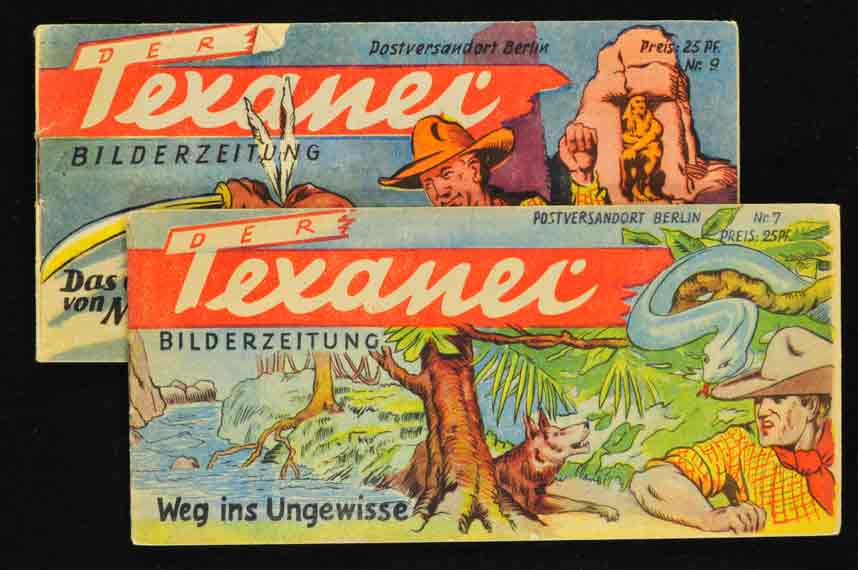 DER
Texaner
BILDERZEITUNG
Postversandort Berlin
Preis: 25 Pf.
Nr. 9
Das
von
DER
Texaner
BILDERZEITUNG
POSTVERSANDORT BERLIN
Nr. 7
PREIS: 25 Pf.
Weg ins Ungewisse